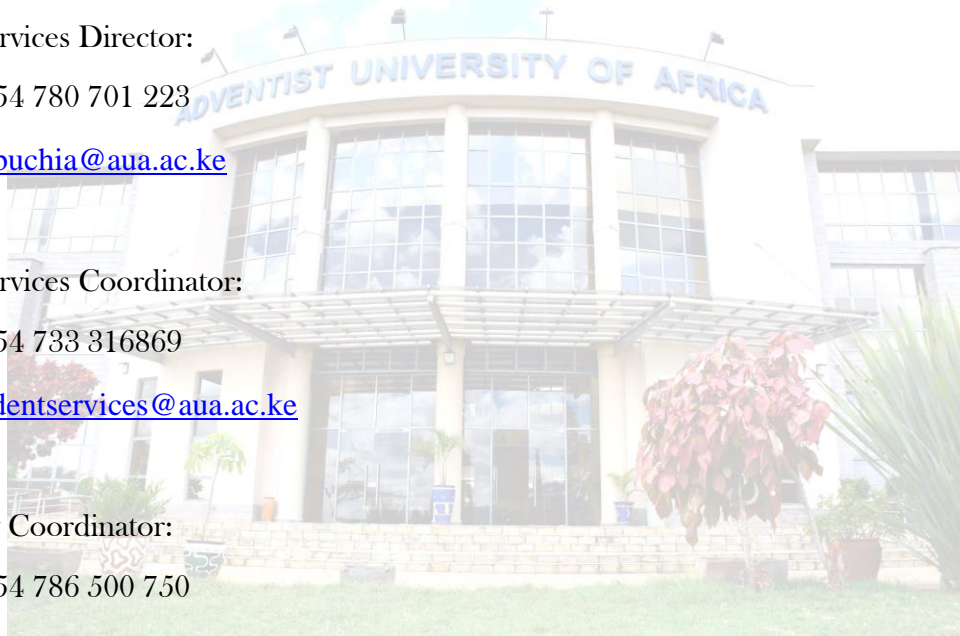 rvices Director:
54 780 701 223
ADVENTIST UNIVERSITY OF AFRICA
buchia@aua.ac.ke
rvices Coordinator:
54 733 316869
dentservices@aua.ac.ke
Coordinator:
54 786 500 750